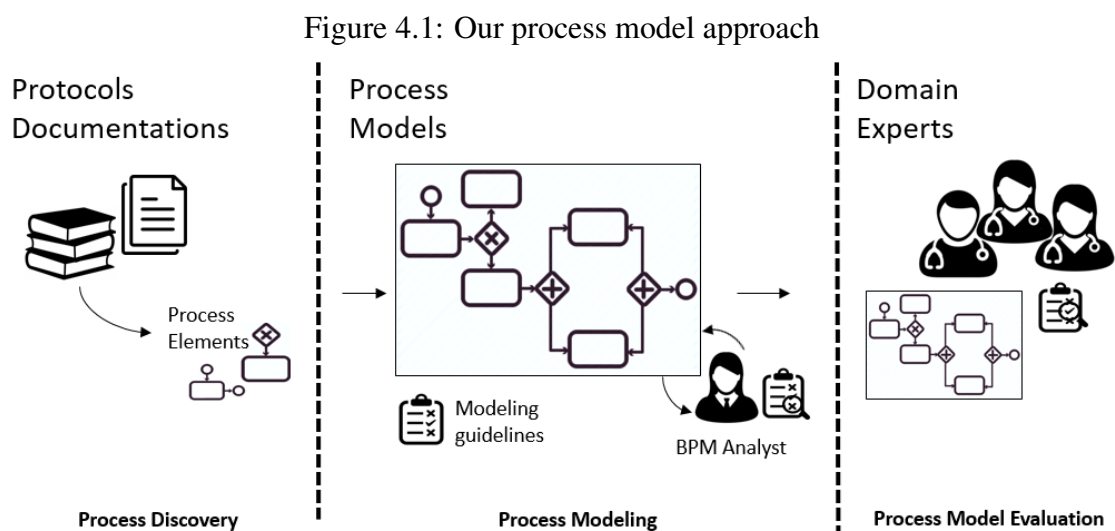 Figure 4.1: Our process model approach
Protocols
Documentations
Process
Elements
Process Discovery
Process
Models
Modeling
guidelines
BPM Analyst
Process Modeling
Domain
Experts
Process Model Evaluation